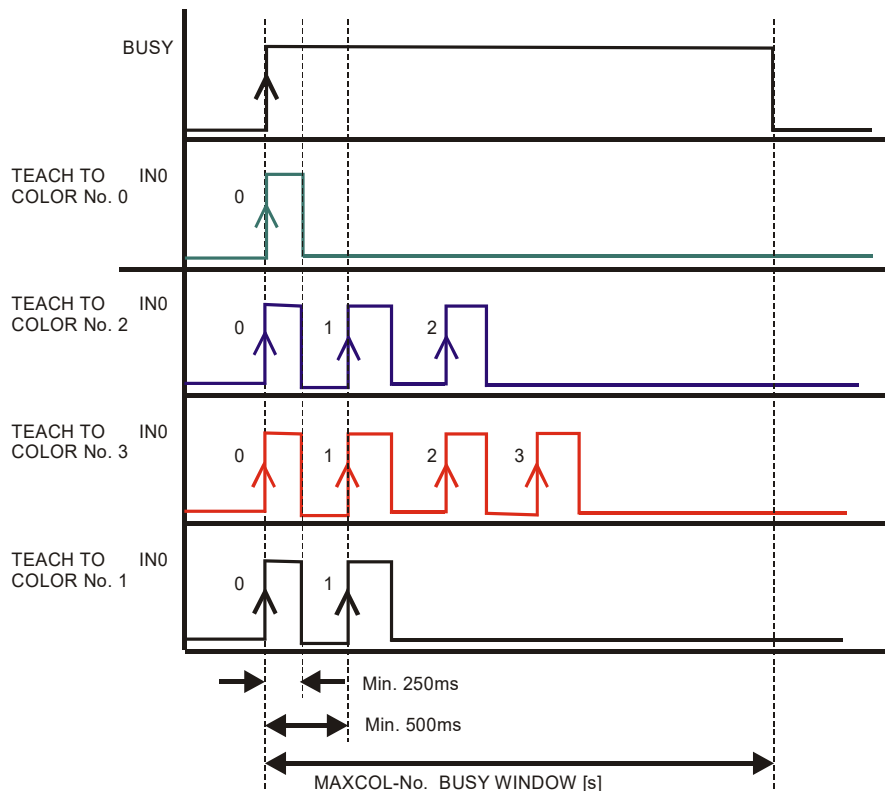 BUSY
TEACH TO IN0
COLOR No. 0
0
TEACH TO IN0
COLOR No. 2
0 1 2
TEACH TO IN0
COLOR No. 3
0 1 2 3
TEACH TO IN0
COLOR No. 1
0 1
Min. 250ms
Min. 500ms
MAXCOL-No. BUSY WINDOW [s]